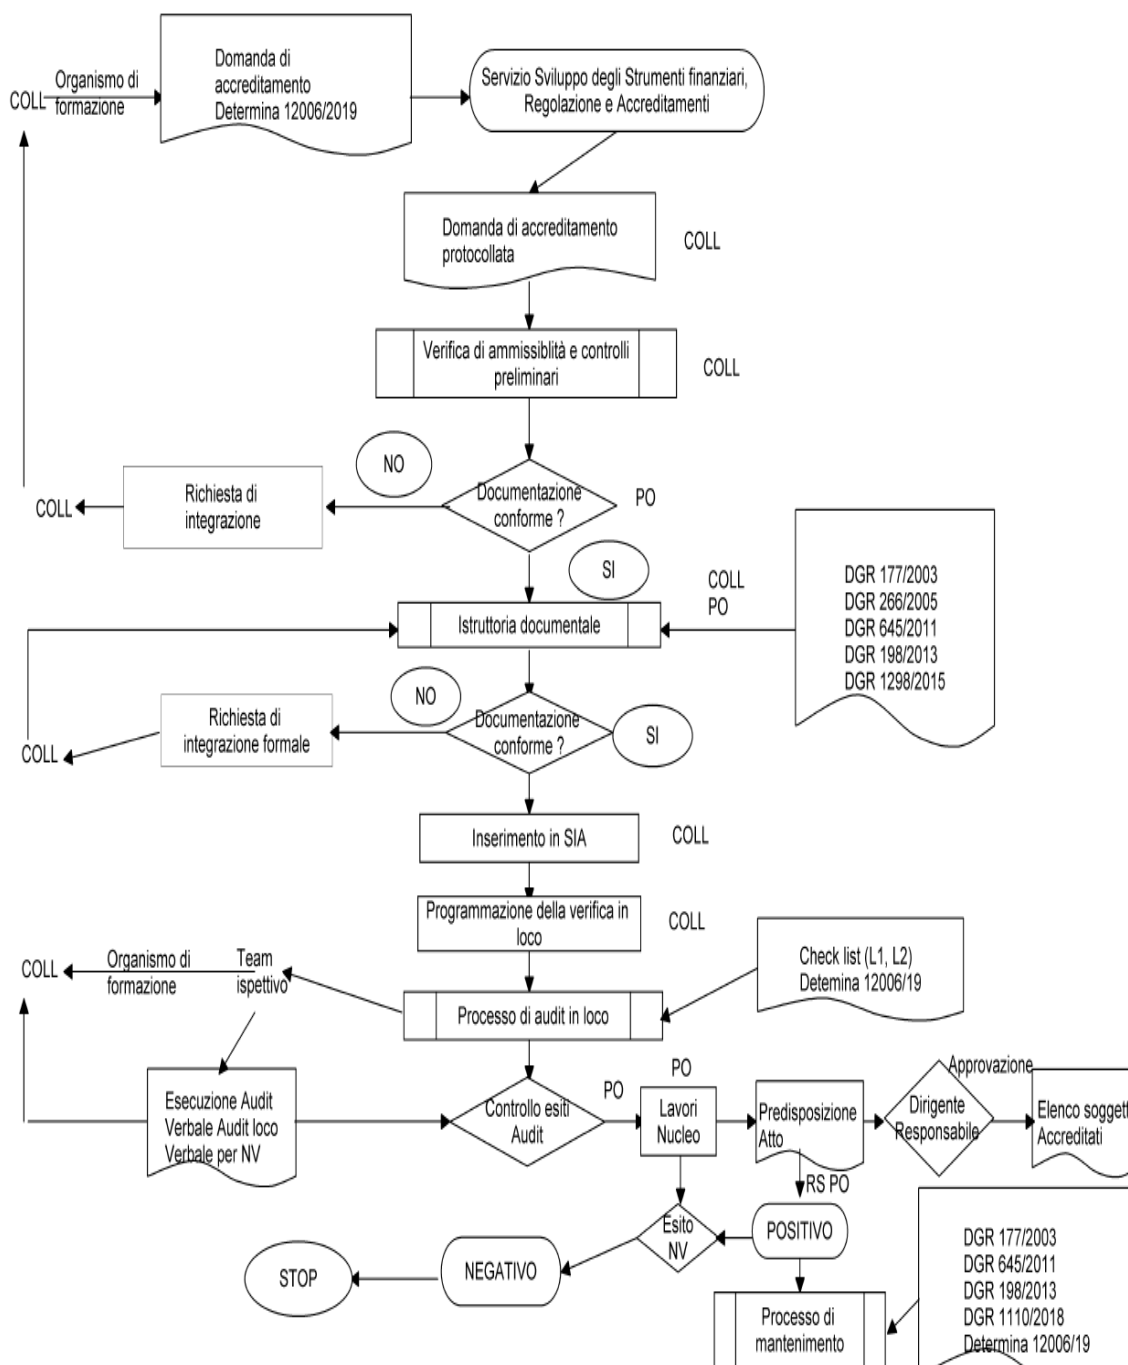 Domanda di
accreditamento
Determina 12006/2019
Organismo di
formazione
COLL
Servizio Sviluppo degli Strumenti finanziari,
Regolazione e Accreditamenti
Domanda di accreditamento
protocollata
COLL
Verifica di ammissiblità e controlli
preliminari
COLL
NO
Documentazione
conforme ?
PO
Richiesta di
integrazione
COLL
SI
COLL
PO
DGR 177/2003
DGR 266/2005
DGR 645/2011
DGR 198/2013
DGR 1298/2015
Istruttoria documentale
NO
Documentazione
conforme ?
SI
Richiesta di
integrazione formale
COLL
Inserimento in SIA
COLL
Programmazione della verifica in
loco
COLL
Check list (L1, L2)
Detemina 12006/19
COLL
Organismo di
formazione
Team
ispettivo
Processo di audit in loco
Esecuzione Audit
Verbale Audit loco
Verbale per NV
Controllo esiti
Audit
PO
PO
Lavori
Nucleo
Predisposizione
Atto
Approvazione
Dirigente
Responsabile
Elenco soggett
Accreditati
RS PO
Esito
NV
POSITIVO
NEGATIVO
STOP
Processo di
mantenimento
DGR 177/2003
DGR 645/2011
DGR 198/2013
DGR 1110/2018
Determina 12006/19